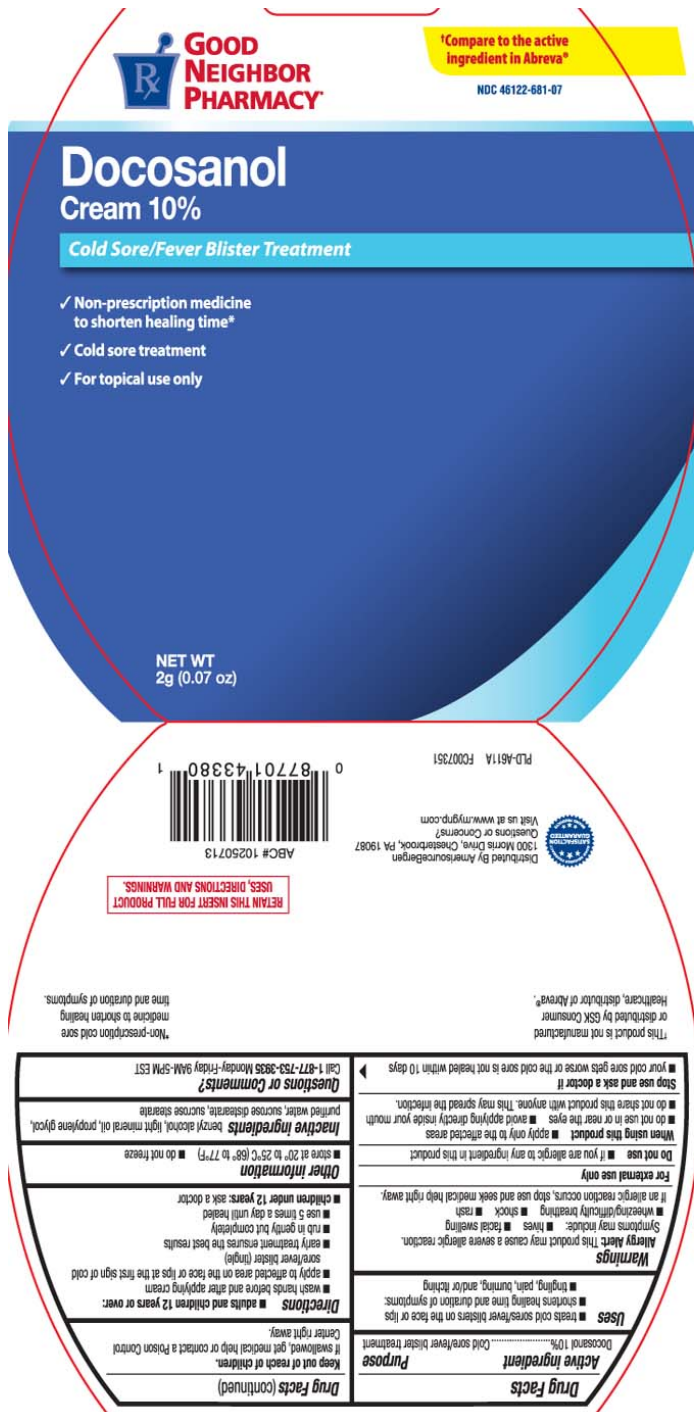 GOOD
NEIGHBOR
PHARMACY®
Rx
†Compare to the active
ingredient in Abreva®
NDC 46122-681-07
Docosanol
Cream 10%
Cold Sore/Fever Blister Treatment
✓ Non-prescription medicine
to shorten healing time*
✓ Cold sore treatment
✓ For topical use only
NET WT
2g (0.07 oz)
Drug Facts
Active ingredient Purpose
Docosanol 10%......................Cold sore/fever blister treatment
Uses ■ treats cold sores/fever blisters on the face or lips
■ shortens healing time and duration of symptoms:
■ tingling, pain, burning, and/or itching
Warnings
Allergy Alert: This product may cause a severe allergic reaction.
Symptoms may include: ■ hives ■ facial swelling
■ wheezing/difficulty breathing ■ shock ■ rash
If an allergic reaction occurs, stop use and seek medical help right away.
For external use only
Do not use ■ if you are allergic to any ingredient in this product
When using this product ■ apply only to the affected areas
■ do not use in or near the eyes ■ avoid applying directly inside your mouth
■ do not share this product with anyone. This may spread the infection.
Stop use and ask a doctor if
■ your cold sore gets worse or the cold sore is not healed within 10 days
Drug Facts (continued)
Keep out of reach of children.
If swallowed, get medical help or contact a Poison Control
Center right away.
Directions ■ adults and children 12 years or over:
■ wash hands before and after applying cream
■ apply to affected area on the face or lips at the first sign of cold
sore/fever blister (tingle)
■ early treatment ensures the best results
■ rub in gently but completely
■ use 5 times a day until healed
■ children under 12 years: ask a doctor
Other information
■ store at 20° to 25°C (68° to 77°F) ■ do not freeze
Inactive ingredients benzyl alcohol, light mineral oil, propylene glycol,
purified water, sucrose distearate, sucrose stearate
Questions or Comments?
Call 1-877-753-3935 Monday-Friday 9AM-5PM EST
†This product is not manufactured
or distributed by GSK Consumer
Healthcare, distributor of Abreva®.
*Non-prescription cold sore
medicine to shorten healing
time and duration of symptoms.
RETAIN THIS INSERT FOR FULL PRODUCT
USES, DIRECTIONS AND WARNINGS.
SATISFACTION
GUARANTEED
Distributed By AmerisourceBergen
1300 Morris Drive, Chesterbrook, PA 19087
Questions or Concerns?
Visit us at www.mygnp.com
ABC# 10250713
0 87701 43380 1
PLD-A611A FC007351